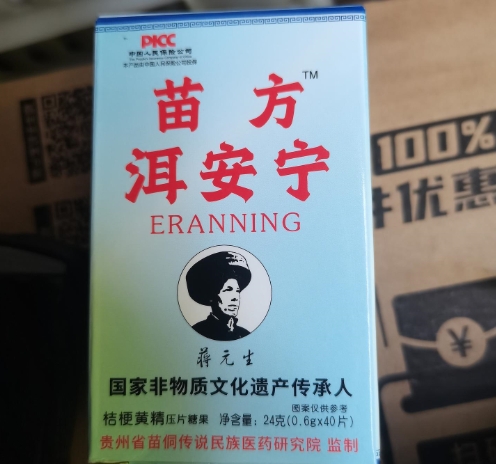 PICC
中国人民保险公司
苗方™
洱安宁
ERANNING
蒋元生
国家非物质文化遗产传承人
图案仅供参考
桔梗黄精压片糖果 净含量：24克(0.6g×40片)
贵州省苗侗传说民族医药研究院 监制
100%
件优惠
¥